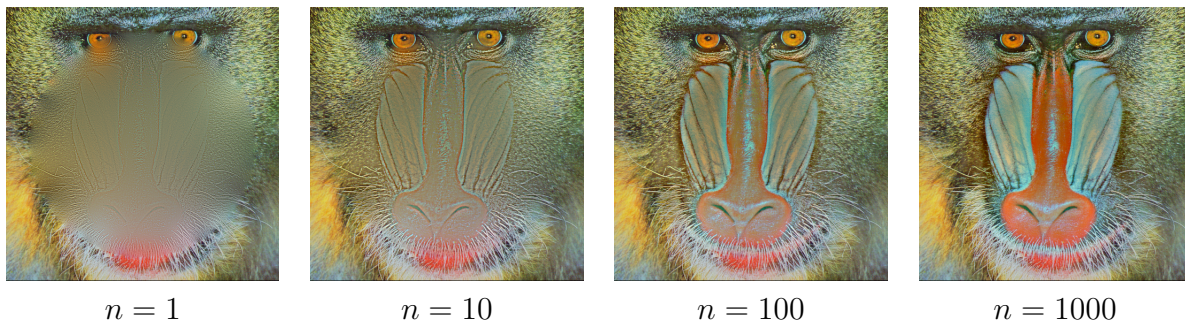 n = 1
n = 10
n = 100
n = 1000